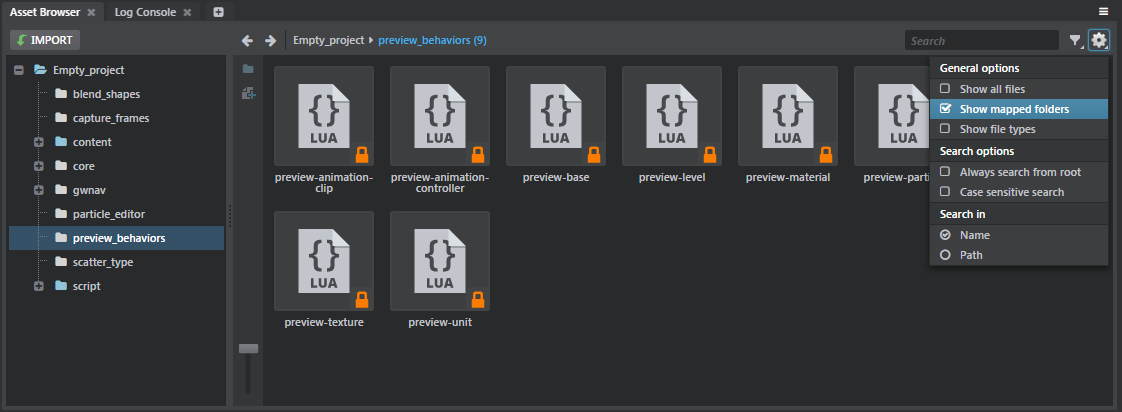 Asset Browser
Log Console
IMPORT
Empty_project
preview_behaviors (9)
Search
Empty_project
blend_shapes
capture_frames
content
core
gwnav
particle_editor
preview_behaviors
scatter_type
script
LUA
LUA
LUA
LUA
LUA
preview-animation-
clip
preview-animation-
controller
preview-base
preview-level
preview-material
preview-parti
LUA
LUA
preview-texture
preview-unit
General options
Show all files
Show mapped folders
Show file types
Search options
Always search from root
Case sensitive search
Search in
Name
Path